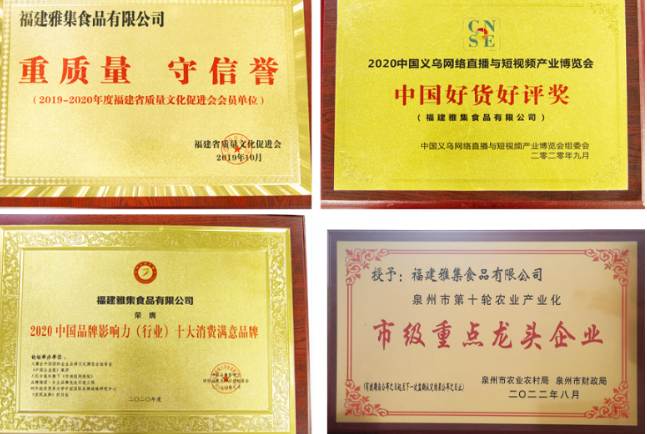 福建雅集食品有限公司
重质量 守信誉
（2019-2020年度福建省质量文化促进会会员单位）
福建省质量文化促进会
2019年10月
CNSE
2020中国义乌网络直播与短视频产业博览会
中国好货好评奖
（福建雅集食品有限公司）
中国义乌网络直播与短视频产业博览会组委会
二〇二〇年九月
福建雅集食品有限公司
荣膺
2020中国品牌影响力（行业）十大消费满意品牌
二〇二〇年度
授予：福建雅集食品有限公司
泉州市第十轮农业产业化
市级重点龙头企业
泉州市农业农村局 泉州市财政局
二〇二二年八月